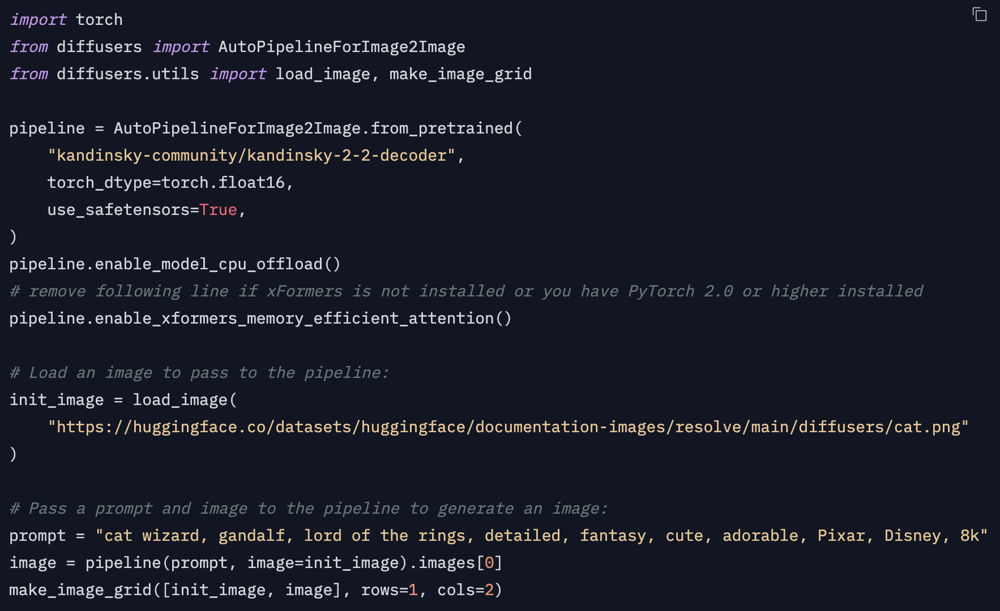 import torch
from diffusers import AutoPipelineForImage2Image
from diffusers.utils import load_image, make_image_grid

pipeline = AutoPipelineForImage2Image.from_pretrained(
    "kandinsky-community/kandinsky-2-2-decoder",
    torch_dtype=torch.float16,
    use_safetensors=True,
)
pipeline.enable_model_cpu_offload()
# remove following line if xFormers is not installed or you have PyTorch 2.0 or higher installed
pipeline.enable_xformers_memory_efficient_attention()

# Load an image to pass to the pipeline:
init_image = load_image(
    "https://huggingface.co/datasets/huggingface/documentation-images/resolve/main/diffusers/cat.png"
)

# Pass a prompt and image to the pipeline to generate an image:
prompt = "cat wizard, gandalf, lord of the rings, detailed, fantasy, cute, adorable, Pixar, Disney, 8k"
image = pipeline(prompt, image=init_image).images[0]
make_image_grid([init_image, image], rows=1, cols=2)